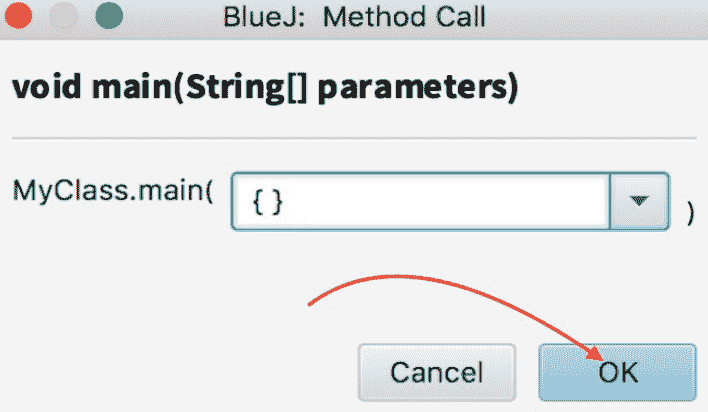 BlueJ: Method Call
void main(String[] parameters)
MyClass.main( {} )
Cancel OK